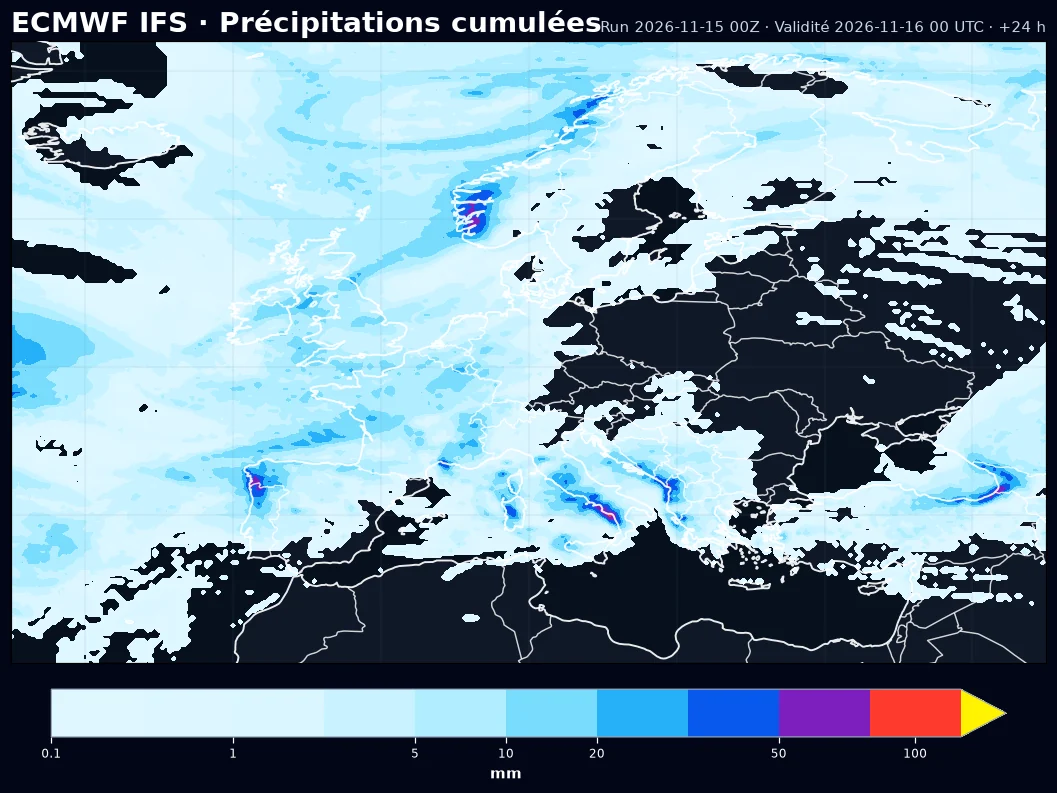 ECMWF IFS · Précipitations cumulées
Run 2026-11-15 00Z · Validité 2026-11-16 00 UTC · +24 h
0.1 1 5 10 20 50 100
mm